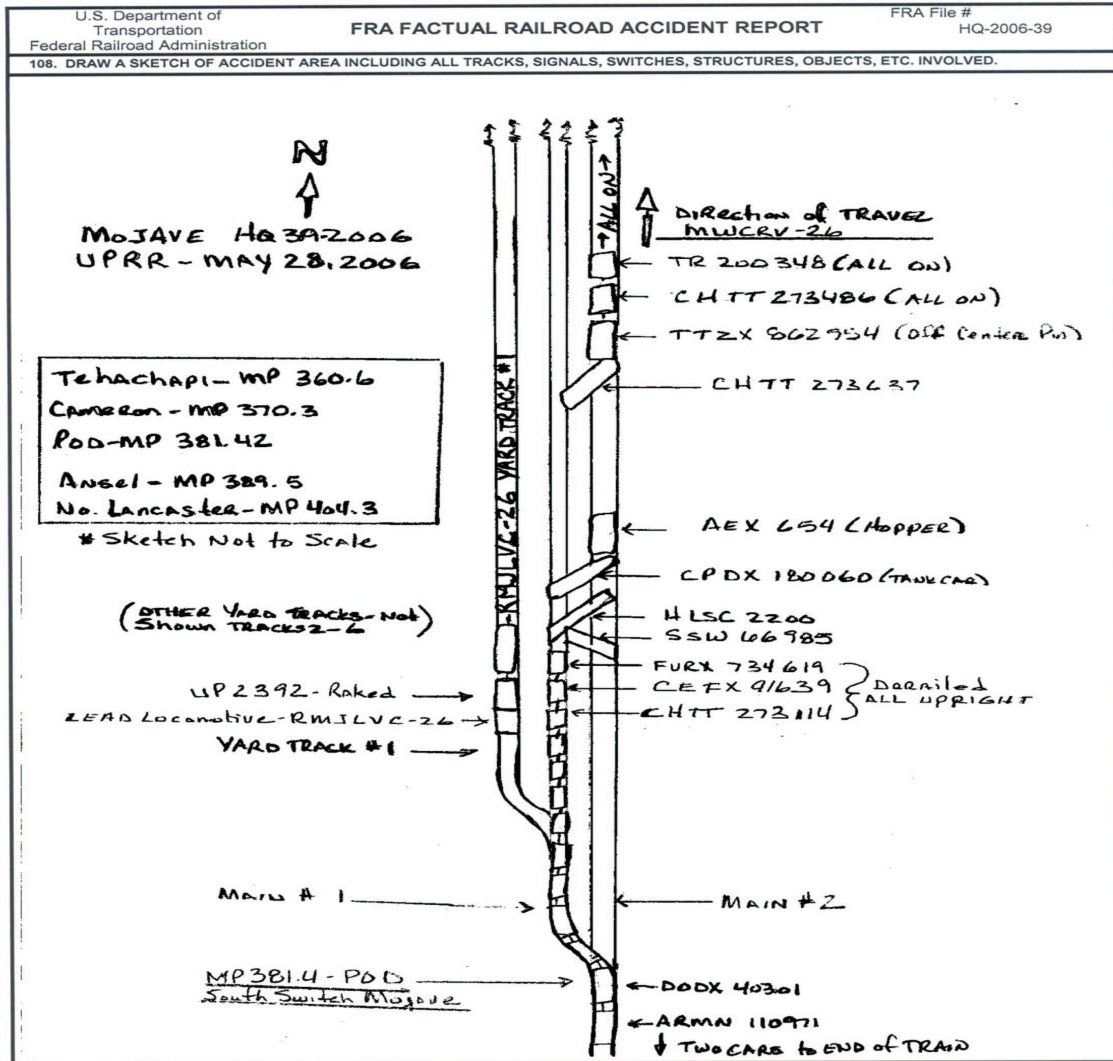 U.S. Department of
Transportation
Federal Railroad Administration
FRA FACTUAL RAILROAD ACCIDENT REPORT
FRA File #
HQ-2006-39
108. DRAW A SKETCH OF ACCIDENT AREA INCLUDING ALL TRACKS, SIGNALS, SWITCHES, STRUCTURES, OBJECTS, ETC. INVOLVED.
N
MOJAVE HQ 39-2006
UPRR - MAY 28, 2006
ALL ON
DIRection of TRAVEL
MWCRV-26
TR 200348 (ALL ON)
CHTT 273486 (ALL ON)
TTZX 862954 (Off Center Pin)
CHTT 273637
Tehachapi - MP 360.6
Cameron - MP 370.3
POD - MP 381.42
Ansel - MP 389.5
No. Lancaster - MP 404.3
# Sketch Not to Scale
RMJLVC-26 YARD TRACK #1
AEX 654 (HOPPER)
CPDX 180060 (TANK CAR)
(OTHER YARD TRACKS - Not
Shown TRACKS 2-6)
HLSC 2200
SSW 66985
FURX 734619
CEFX 91639
CHTT 273114
Derailed
ALL UPRIGHT
UP 2392 - Raked
LEAD Locomotive - RMJLVC-26
YARD TRACK #1
MAIN # 1
MAIN #2
MP 381.4 - POD
South Switch Mojave
DODX 40301
ARMN 110971
TWO CARS to END OF TRAIN